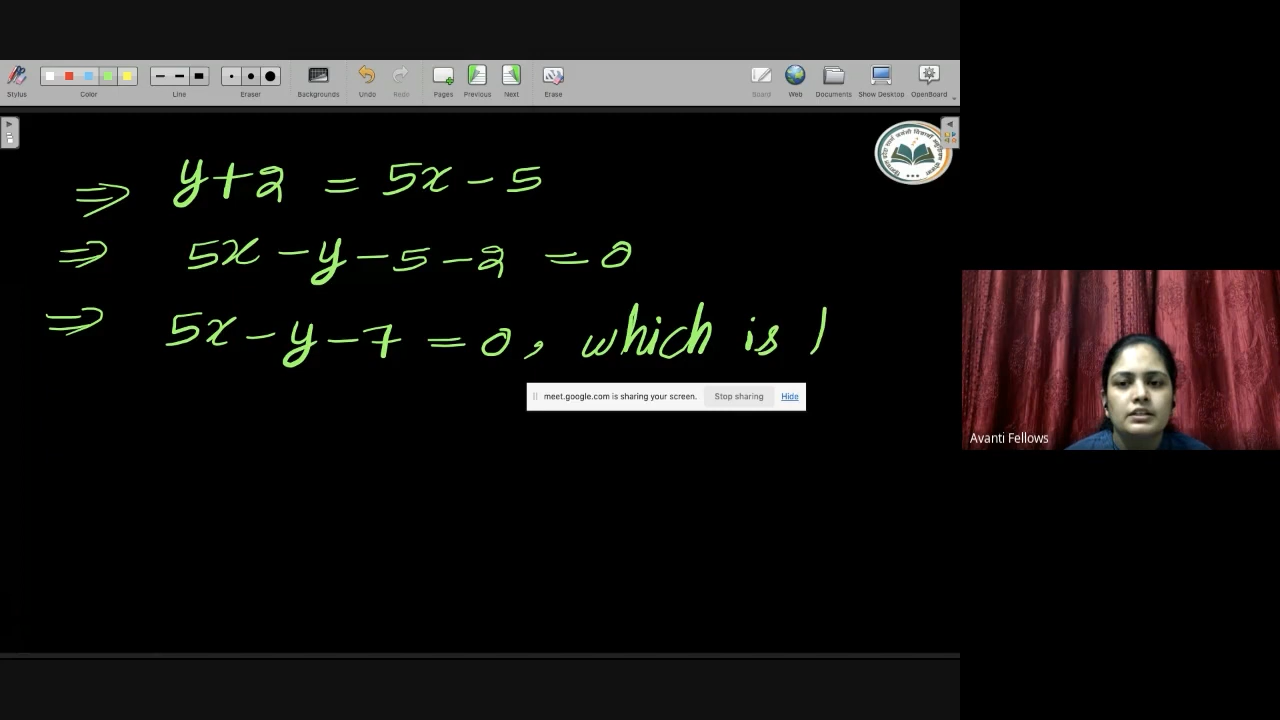 Stylus Color Line Eraser Backgrounds Undo Redo Pages Previous Next Erase Board Web Documents Show Desktop OpenBoard
⇒ y+2 = 5x-5
⇒ 5x-y-5-2 = 0
⇒ 5x-y-7 = 0, which is
meet.google.com is sharing your screen. Stop sharing Hide
Avanti Fellows